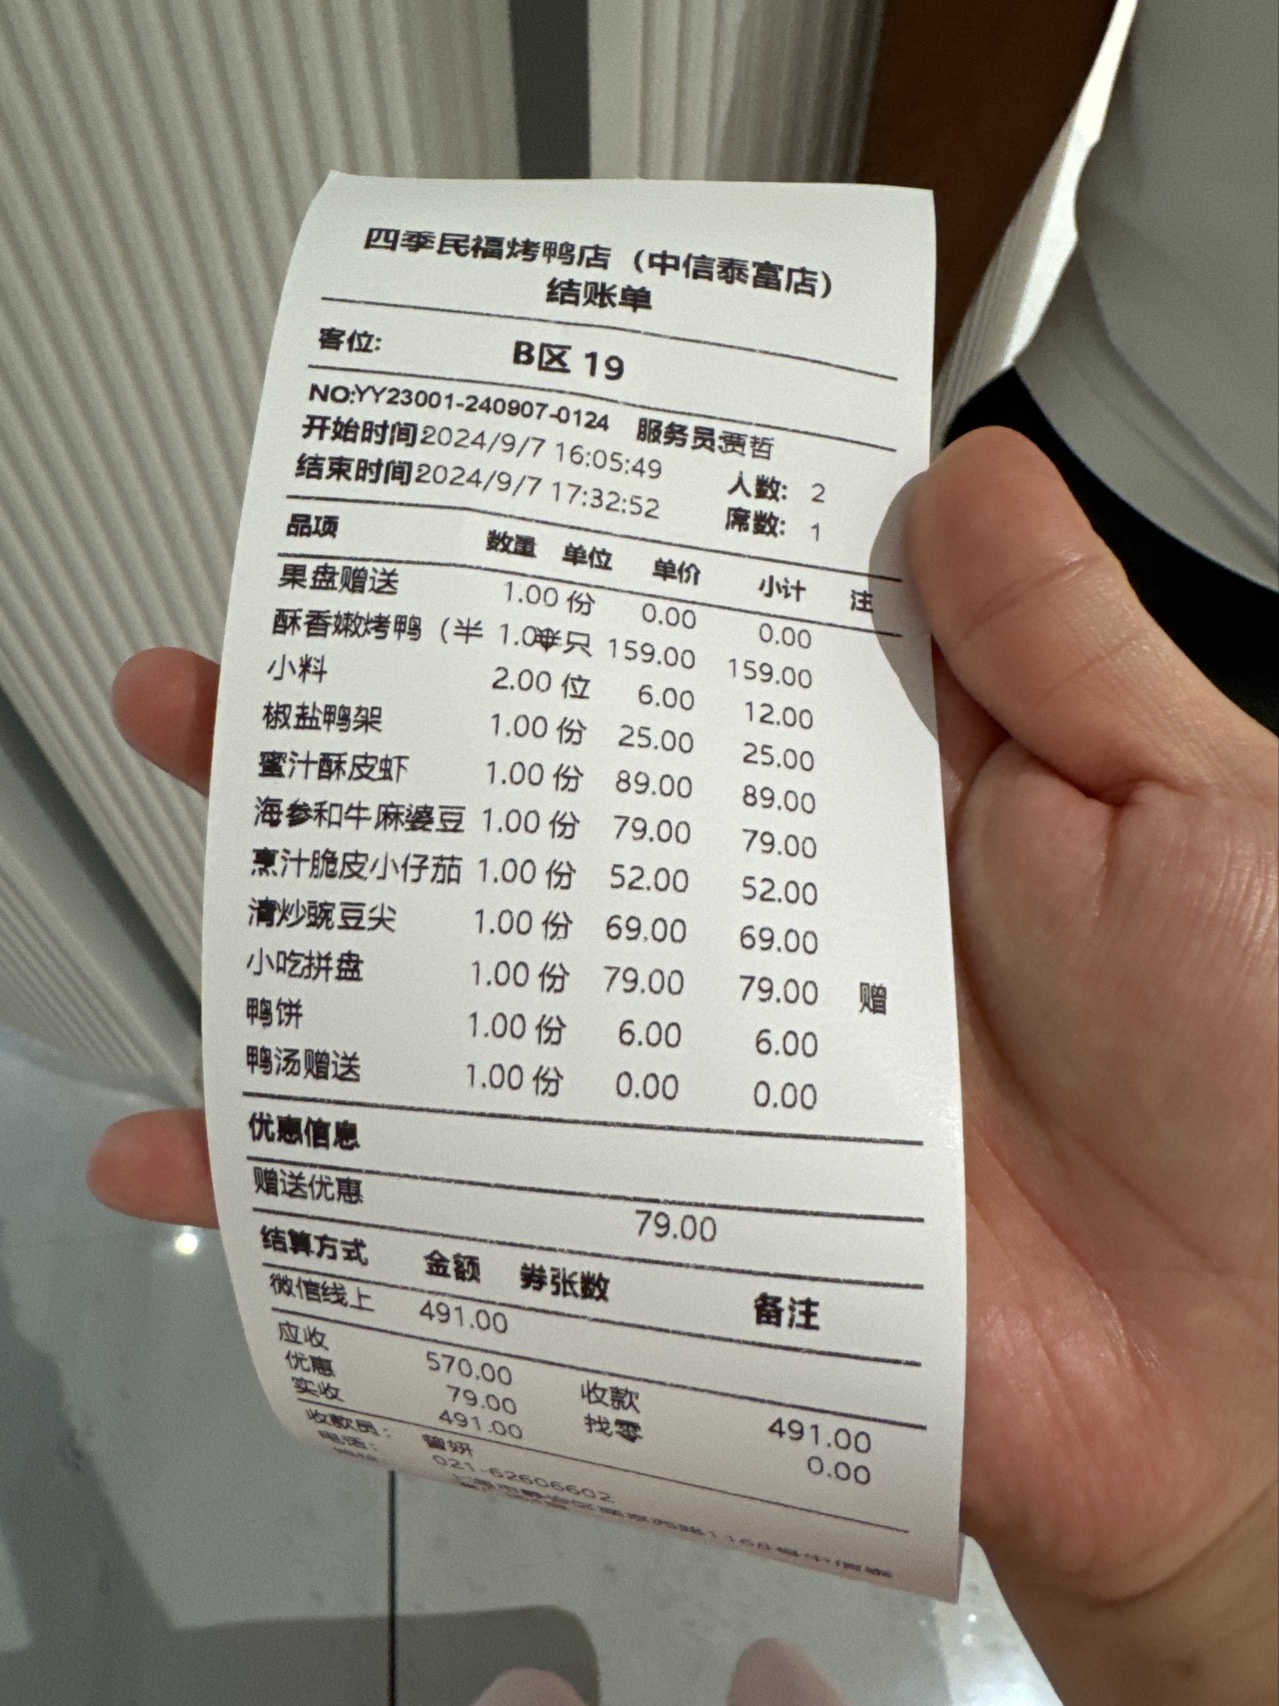 四季民福烤鸭店（中信泰富店）
结账单
客位: B区 19
NO:YY23001-240907-0124 服务员:贾哲
开始时间:2024/9/7 16:05:49 人数: 2
结束时间:2024/9/7 17:32:52 席数: 1
品项 数量 单位 单价 小计 注
果盘赠送 1.00 份 0.00 0.00
酥香嫩烤鸭（半 1.0 半只 159.00 159.00
小料 2.00 位 6.00 12.00
椒盐鸭架 1.00 份 25.00 25.00
蜜汁酥皮虾 1.00 份 89.00 89.00
海参和牛麻婆豆 1.00 份 79.00 79.00
烹汁脆皮小仔茄 1.00 份 52.00 52.00
清炒豌豆尖 1.00 份 69.00 69.00
小吃拼盘 1.00 份 79.00 79.00 赠
鸭饼 1.00 份 6.00 6.00
鸭汤赠送 1.00 份 0.00 0.00
优惠信息
赠送优惠 79.00
结算方式 金额 券张数 备注
微信线上 491.00
应收 570.00 收款 491.00
优惠 79.00 找零 0.00
实收 491.00
收款员: 曾妍
电话: 021-62606602